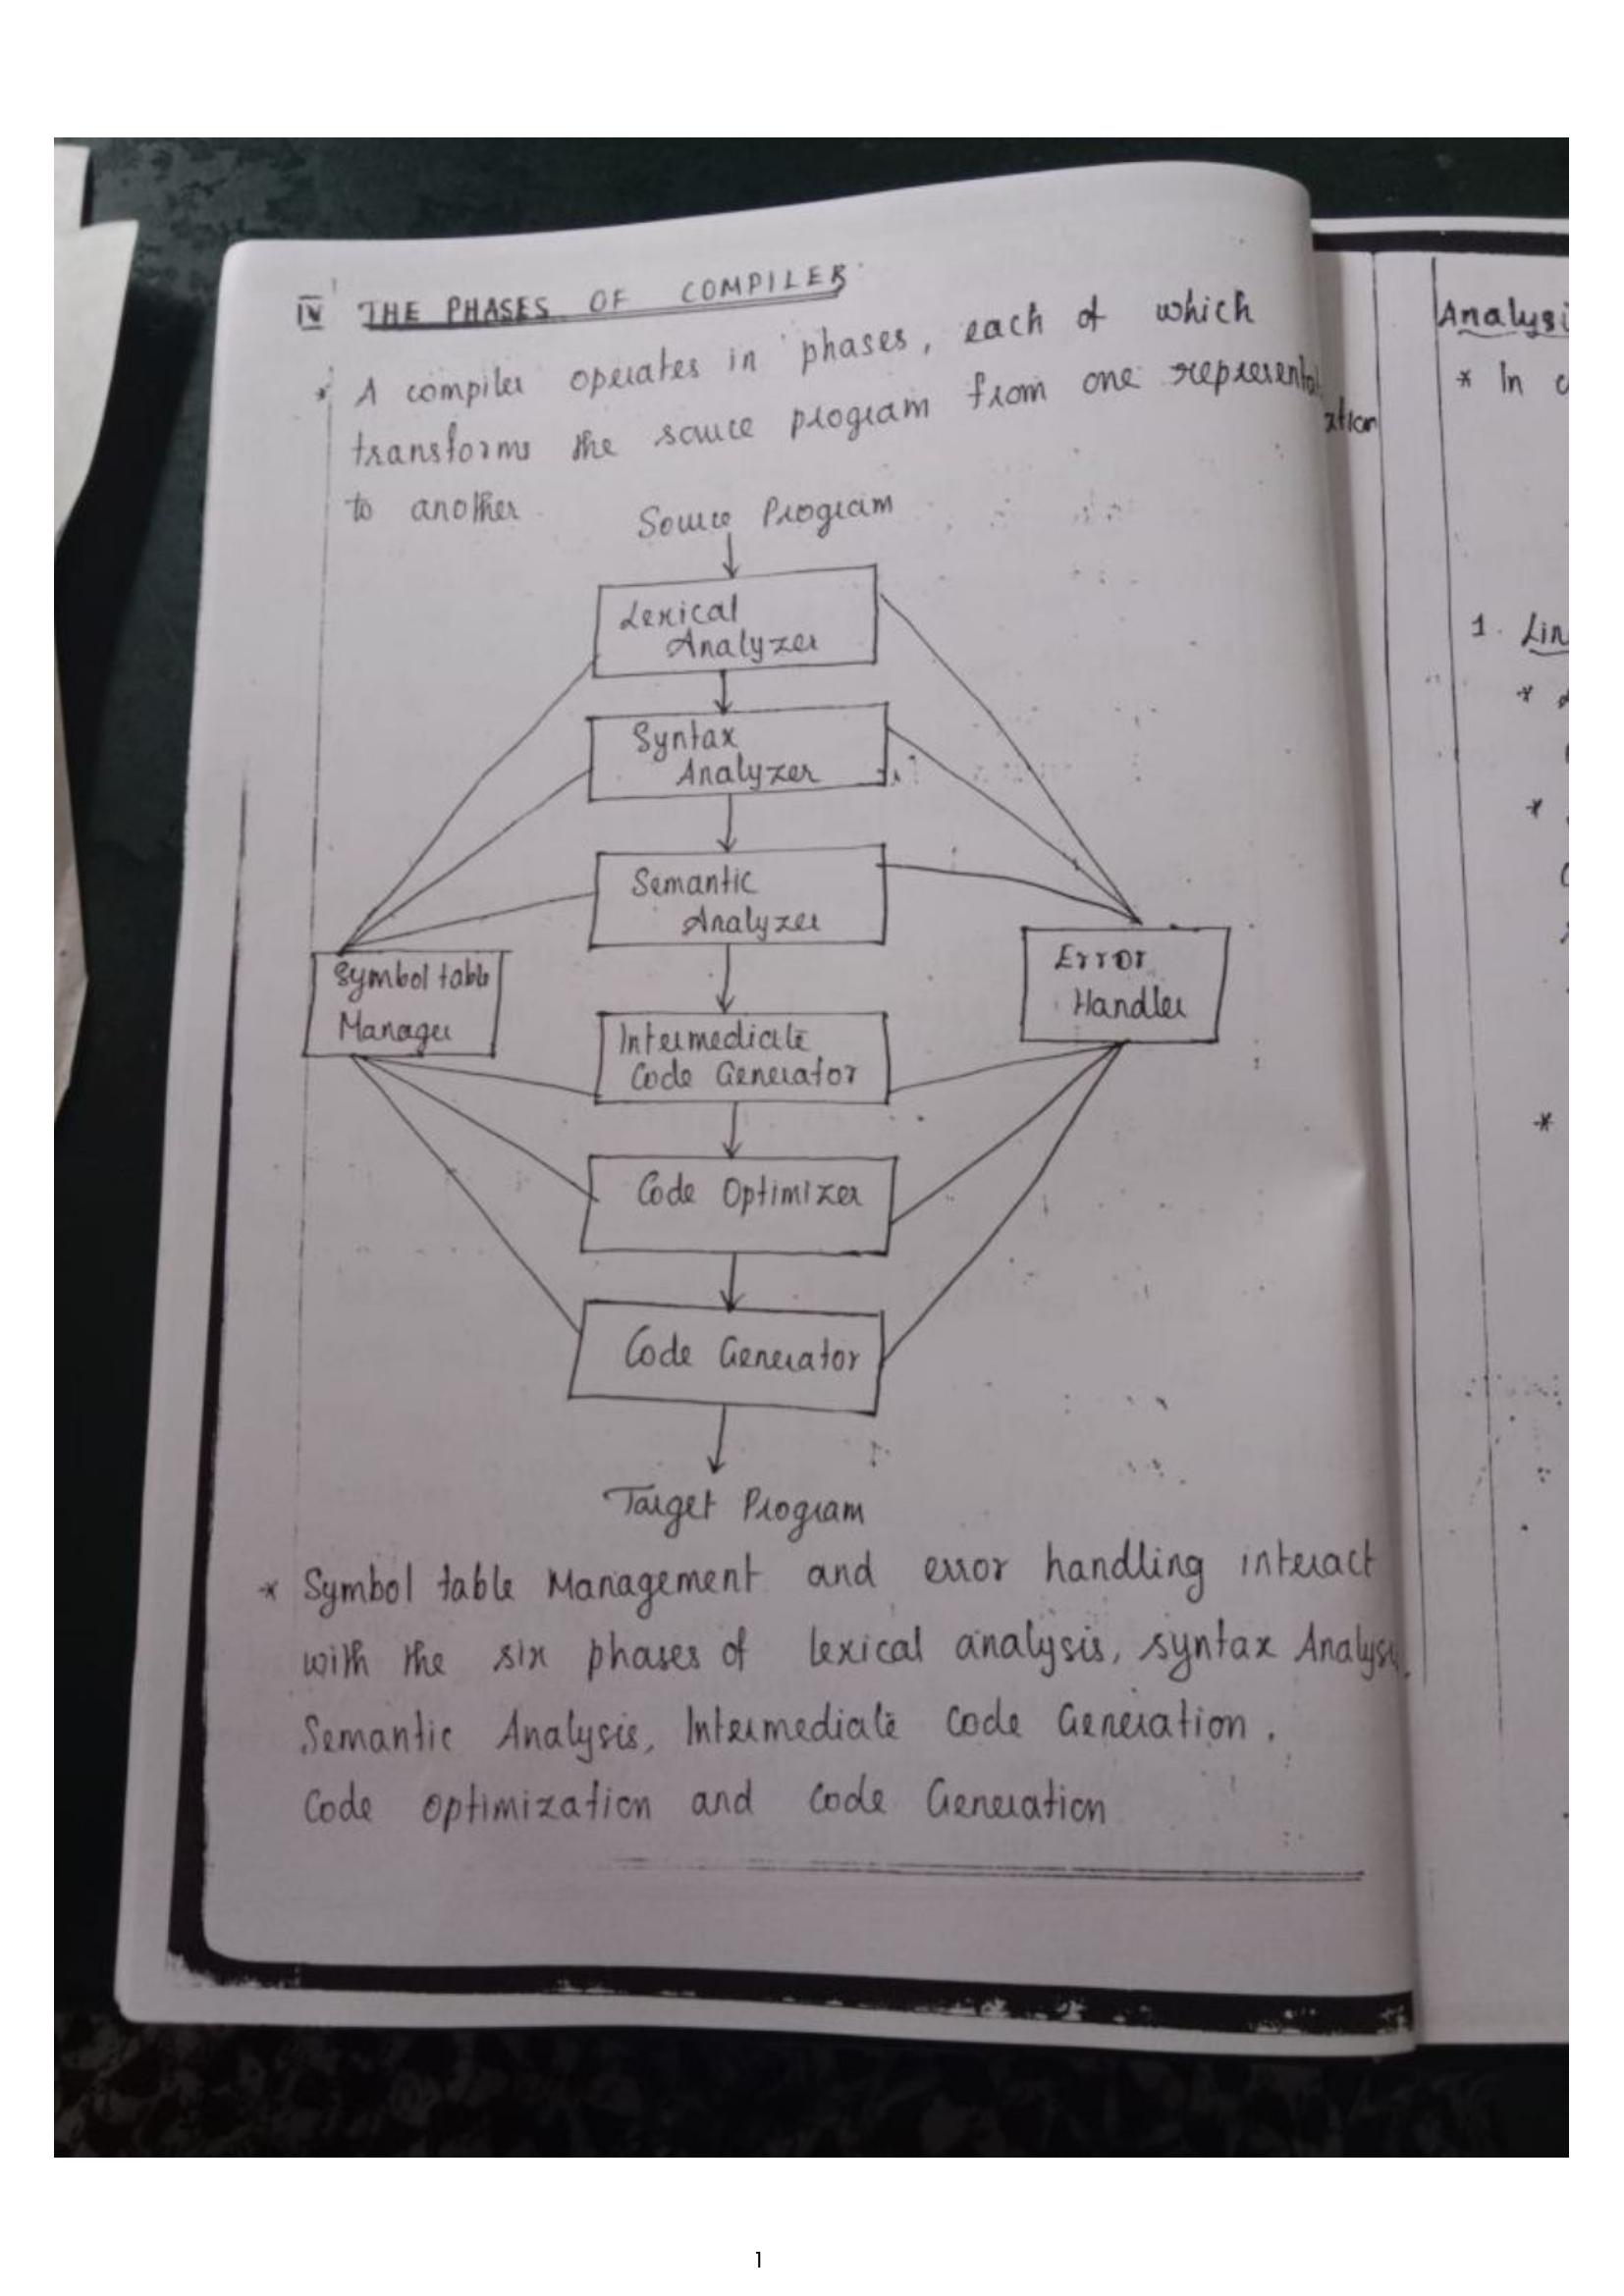 IV THE PHASES OF COMPILER
* A compiler operates in phases, each of which
transforms the source program from one represental
ation
to another.
Source Program
Lexical
Analyzer
Syntax
Analyzer
Semantic
Analyzer
Symbol table
Manager
Error
Handler
Intermediate
Code Generator
Code Optimizer
Code Generator
Target Program
* Symbol table Management and error handling interact
with the six phases of lexical analysis, syntax Analysis,
Semantic Analysis, Intermediate Code Generation.
Code optimization and Code Generation
Analysi
* In c
1. Lin
*
*
*
1